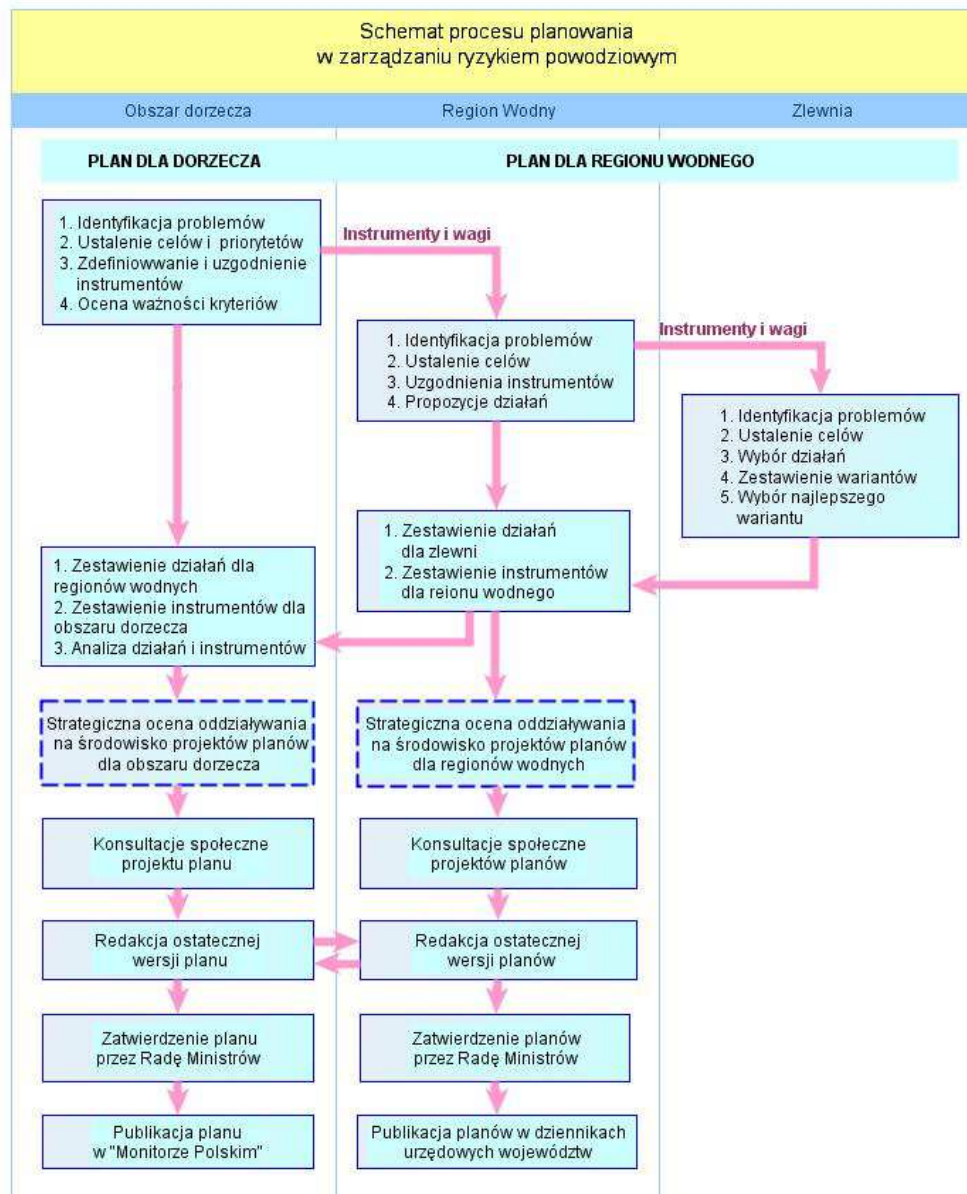 Schemat procesu planowania
w zarządzaniu ryzykiem powodziowym
Obszar dorzecza
Region Wodny
Zlewnia
PLAN DLA DORZECZA
PLAN DLA REGIONU WODNEGO
1. Identyfikacja problemów
2. Ustalenie celów i priorytetów
3. Zdefiniowwanie i uzgodnienie
instrumentów
4. Ocena ważności kryteriów
Instrumenty i wagi
1. Identyfikacja problemów
2. Ustalenie celów
3. Uzgodnienia instrumentów
4. Propozycje działań
Instrumenty i wagi
1. Identyfikacja problemów
2. Ustalenie celów
3. Wybór działań
4. Zestawienie wariantów
5. Wybór najlepszego
wariantu
1. Zestawienie działań
dla zlewni
2. Zestawienie instrumentów
dla reionu wodnego
1. Zestawienie działań dla
regionów wodnych
2. Zestawienie instrumentów dla
obszaru dorzecza
3. Analiza działań i instrumentów
Strategiczna ocena oddziaływania
na środowisko projektów planów
dla obszaru dorzecza
Strategiczna ocena oddziaływania
na środowisko projektów planów
dla regionów wodnych
Konsultacje społeczne
projektu planu
Konsultacje społeczne
projektów planów
Redakcja ostatecznej
wersji planu
Redakcja ostatecznej
wersji planów
Zatwierdzenie planu
przez Radę Ministrów
Zatwierdzenie planów
przez Radę Ministrów
Publikacja planu
w "Monitorze Polskim"
Publikacja planów w dziennikach
urzędowych województw